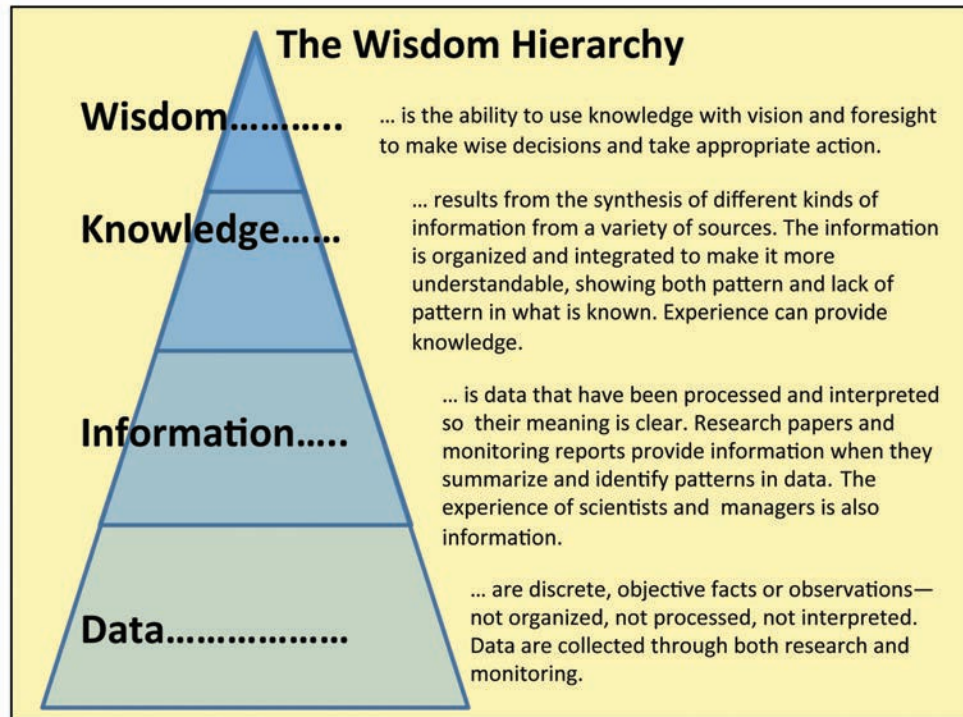 The Wisdom Hierarchy
Wisdom………..
… is the ability to use knowledge with vision and foresight
to make wise decisions and take appropriate action.
Knowledge……
… results from the synthesis of different kinds of
information from a variety of sources. The information
is organized and integrated to make it more
understandable, showing both pattern and lack of
pattern in what is known. Experience can provide
knowledge.
Information…..
… is data that have been processed and interpreted
so their meaning is clear. Research papers and
monitoring reports provide information when they
summarize and identify patterns in data. The
experience of scientists and managers is also
information.
Data………………
… are discrete, objective facts or observations—
not organized, not processed, not interpreted.
Data are collected through both research and
monitoring.